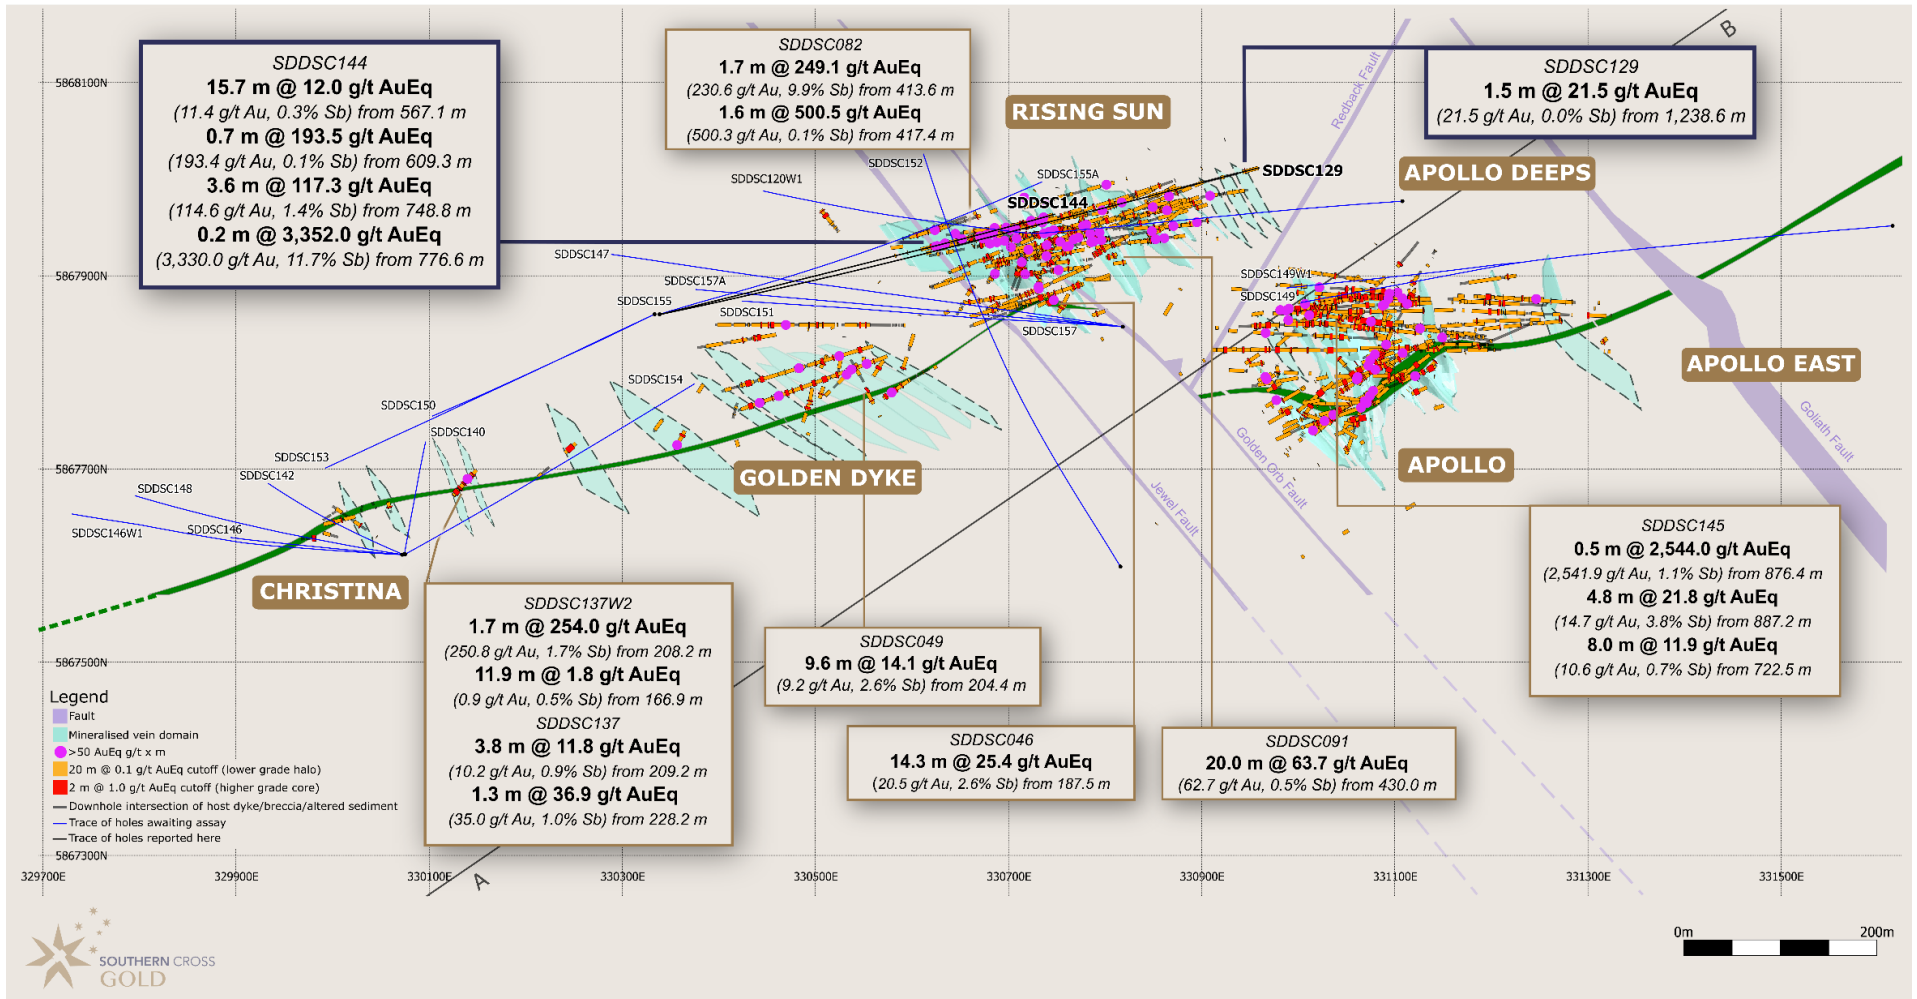 SDDSC144
15.7 m @ 12.0 g/t AuEq
(11.4 g/t Au, 0.3% Sb) from 567.1 m
0.7 m @ 193.5 g/t AuEq
(193.4 g/t Au, 0.1% Sb) from 609.3 m
3.6 m @ 117.3 g/t AuEq
(114.6 g/t Au, 1.4% Sb) from 748.8 m
0.2 m @ 3,352.0 g/t AuEq
(3,330.0 g/t Au, 11.7% Sb) from 776.6 m
SDDSC082
1.7 m @ 249.1 g/t AuEq
(230.6 g/t Au, 9.9% Sb) from 413.6 m
1.6 m @ 500.5 g/t AuEq
(500.3 g/t Au, 0.1% Sb) from 417.4 m
SDDSC129
1.5 m @ 21.5 g/t AuEq
(21.5 g/t Au, 0.0% Sb) from 1,238.6 m
B
Redback Fault
RISING SUN
APOLLO DEEPS
5868100N
5867900N
5867700N
5867500N
5867300N
SDDSC152
SDDSC120W1
SDDSC155A
SDDSC129
SDDSC144
SDDSC147
SDDSC157A
SDDSC155
SDDSC151
SDDSC157
SDDSC149W1
SDDSC149
SDDSC154
SDDSC150
SDDSC140
SDDSC153
SDDSC142
SDDSC148
SDDSC146
SDDSC146W1
APOLLO EAST
Goliath Fault
Golden Orb Fault
Jewel Fault
GOLDEN DYKE
APOLLO
CHRISTINA
SDDSC145
0.5 m @ 2,544.0 g/t AuEq
(2,541.9 g/t Au, 1.1% Sb) from 876.4 m
4.8 m @ 21.8 g/t AuEq
(14.7 g/t Au, 3.8% Sb) from 887.2 m
8.0 m @ 11.9 g/t AuEq
(10.6 g/t Au, 0.7% Sb) from 722.5 m
SDDSC137W2
1.7 m @ 254.0 g/t AuEq
(250.8 g/t Au, 1.7% Sb) from 208.2 m
11.9 m @ 1.8 g/t AuEq
(0.9 g/t Au, 0.5% Sb) from 166.9 m
SDDSC137
3.8 m @ 11.8 g/t AuEq
(10.2 g/t Au, 0.9% Sb) from 209.2 m
1.3 m @ 36.9 g/t AuEq
(35.0 g/t Au, 1.0% Sb) from 228.2 m
SDDSC049
9.6 m @ 14.1 g/t AuEq
(9.2 g/t Au, 2.6% Sb) from 204.4 m
SDDSC046
14.3 m @ 25.4 g/t AuEq
(20.5 g/t Au, 2.6% Sb) from 187.5 m
SDDSC091
20.0 m @ 63.7 g/t AuEq
(62.7 g/t Au, 0.5% Sb) from 430.0 m
Legend
Fault
Mineralised vein domain
>50 AuEq g/t x m
20 m @ 0.1 g/t AuEq cutoff (lower grade halo)
2 m @ 1.0 g/t AuEq cutoff (higher grade core)
Downhole intersection of host dyke/breccia/altered sediment
Trace of holes awaiting assay
Trace of holes reported here
A
329700E 329900E 330100E 330300E 330500E 330700E 330900E 331100E 331300E 331500E
0m 200m
SOUTHERN CROSS
GOLD